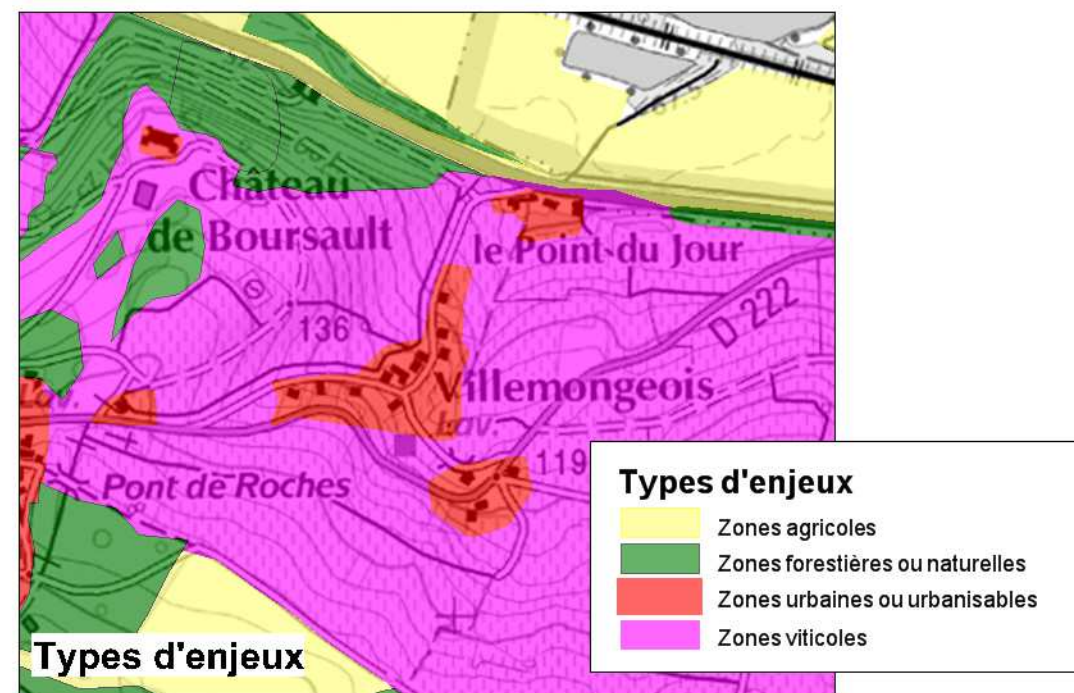 Château
de Boursault
le Point du Jour
136
D 222
Villemongeois
Lav.
119
Pont de Roches
Types d'enjeux
Types d'enjeux
Zones agricoles
Zones forestières ou naturelles
Zones urbaines ou urbanisables
Zones viticoles